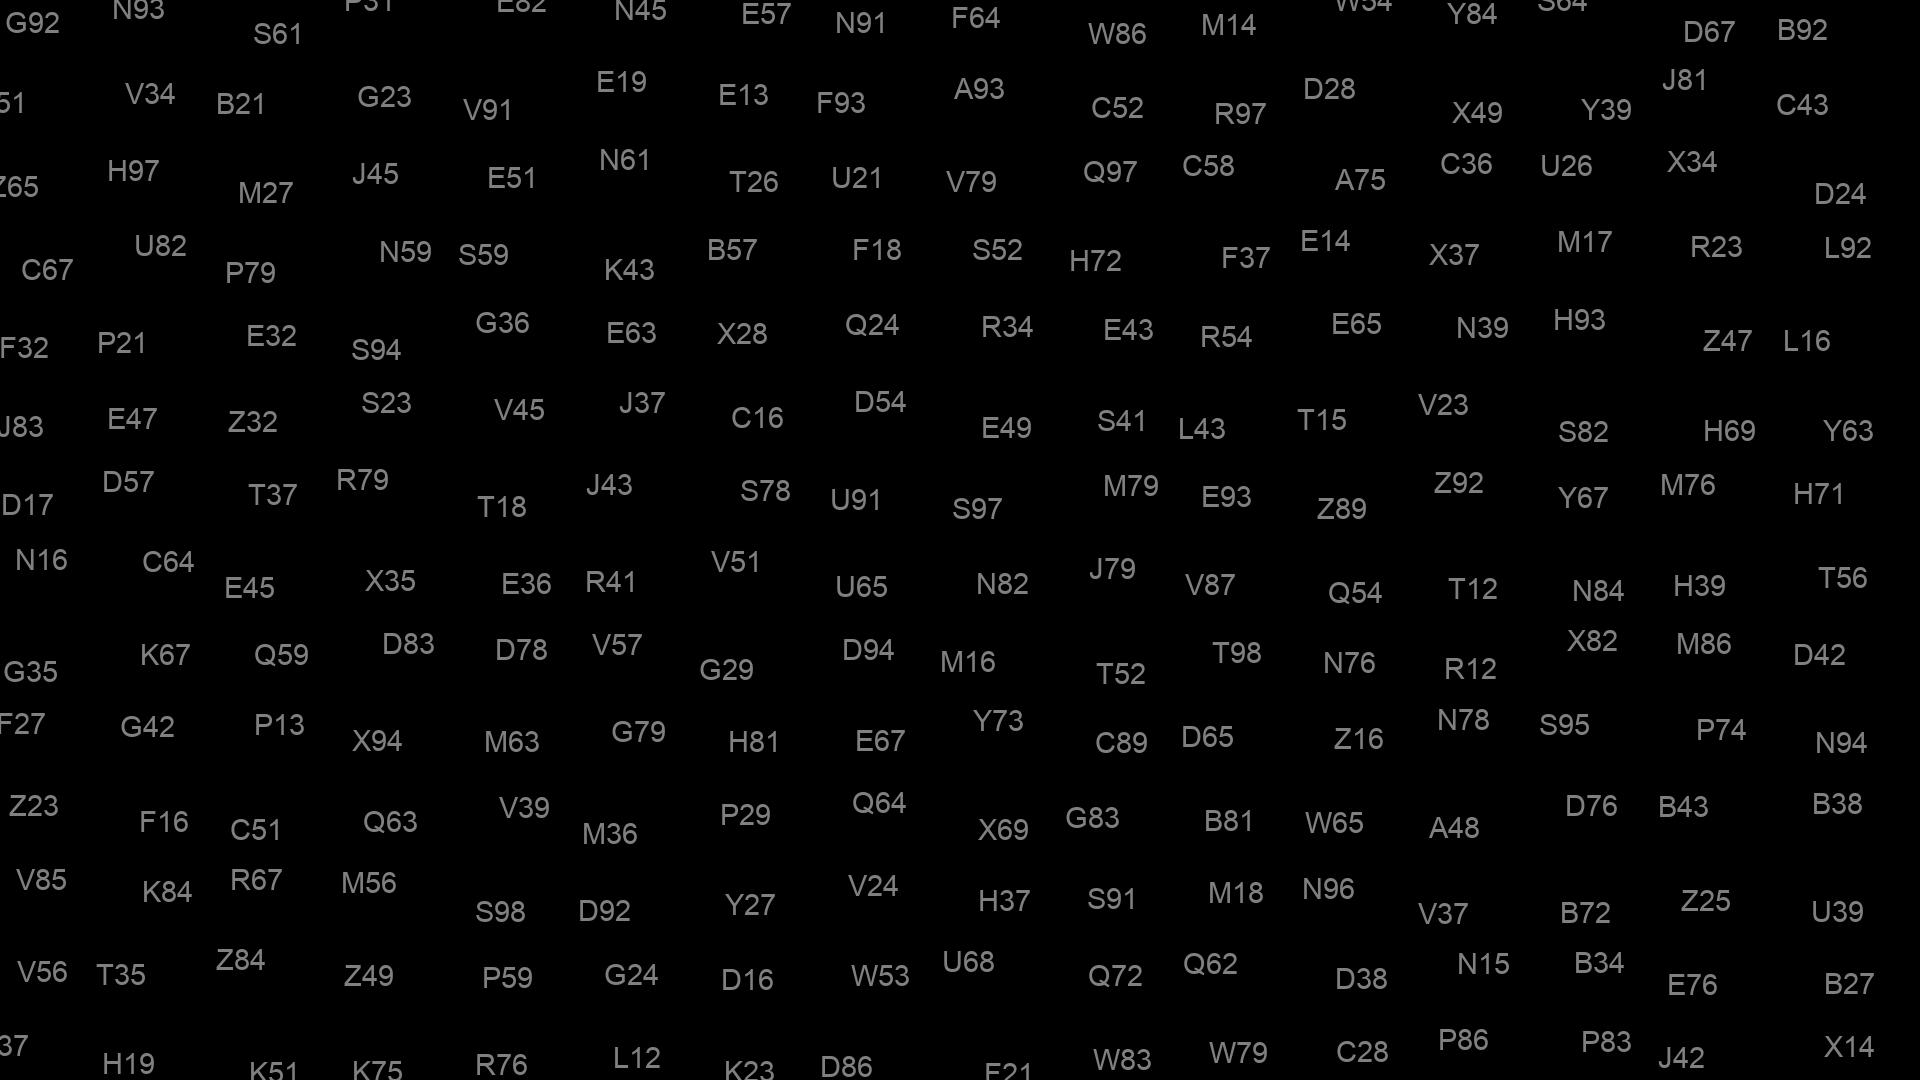 G92 N93 S61 P31 E82 N45 E57 N91 F64 W86 M14 W54 Y84 S64 D67 B92
51 V34 B21 G23 V91 E19 E13 F93 A93 C52 R97 D28 X49 Y39 J81 C43
Z65 H97 M27 J45 E51 N61 T26 U21 V79 Q97 C58 A75 C36 U26 X34 D24
C67 U82 P79 N59 S59 K43 B57 F18 S52 H72 F37 E14 X37 M17 R23 L92
F32 P21 E32 S94 G36 E63 X28 Q24 R34 E43 R54 E65 N39 H93 Z47 L16
J83 E47 Z32 S23 V45 J37 C16 D54 E49 S41 L43 T15 V23 S82 H69 Y63
D17 D57 T37 R79 T18 J43 S78 U91 S97 M79 E93 Z89 Z92 Y67 M76 H71
N16 C64 E45 X35 E36 R41 V51 U65 N82 J79 V87 Q54 T12 N84 H39 T56
G35 K67 Q59 D83 D78 V57 G29 D94 M16 T52 T98 N76 R12 X82 M86 D42
F27 G42 P13 X94 M63 G79 H81 E67 Y73 C89 D65 Z16 N78 S95 P74 N94
Z23 F16 C51 Q63 V39 M36 P29 Q64 X69 G83 B81 W65 A48 D76 B43 B38
V85 K84 R67 M56 S98 D92 Y27 V24 H37 S91 M18 N96 V37 B72 Z25 U39
V56 T35 Z84 Z49 P59 G24 D16 W53 U68 Q72 Q62 D38 N15 B34 E76 B27
37 H19 K51 K75 R76 L12 K23 D86 W83 W79 C28 P86 P83 J42 X14